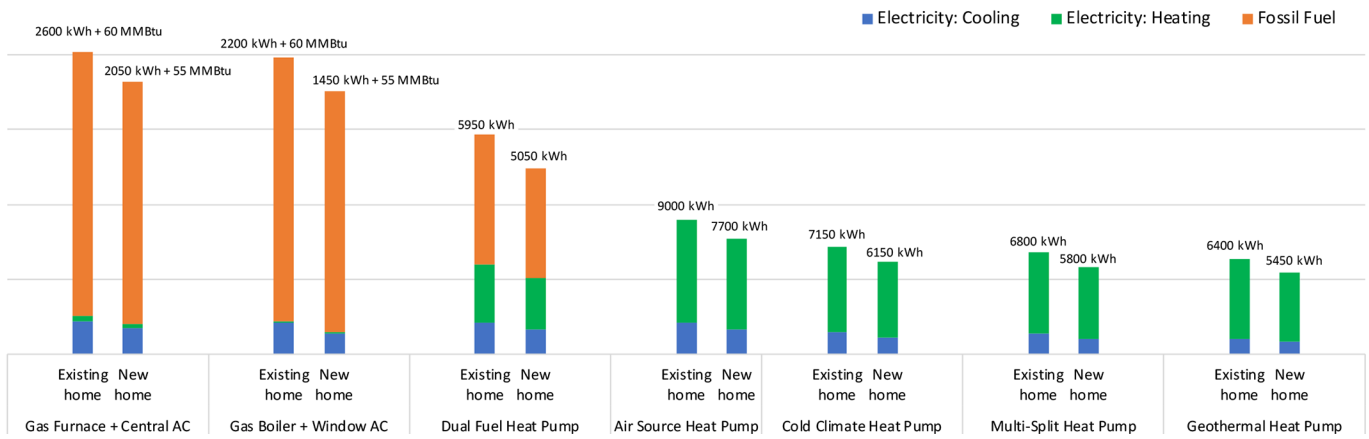 Electricity: Cooling
Electricity: Heating
Fossil Fuel
2600 kWh + 60 MMBtu
2050 kWh + 55 MMBtu
2200 kWh + 60 MMBtu
1450 kWh + 55 MMBtu
5950 kWh
5050 kWh
9000 kWh
7700 kWh
7150 kWh
6150 kWh
6800 kWh
5800 kWh
6400 kWh
5450 kWh
Existing home
New home
Existing home
New home
Existing home
New home
Existing home
New home
Existing home
New home
Existing home
New home
Existing home
New home
Gas Furnace + Central AC
Gas Boiler + Window AC
Dual Fuel Heat Pump
Air Source Heat Pump
Cold Climate Heat Pump
Multi-Split Heat Pump
Geothermal Heat Pump